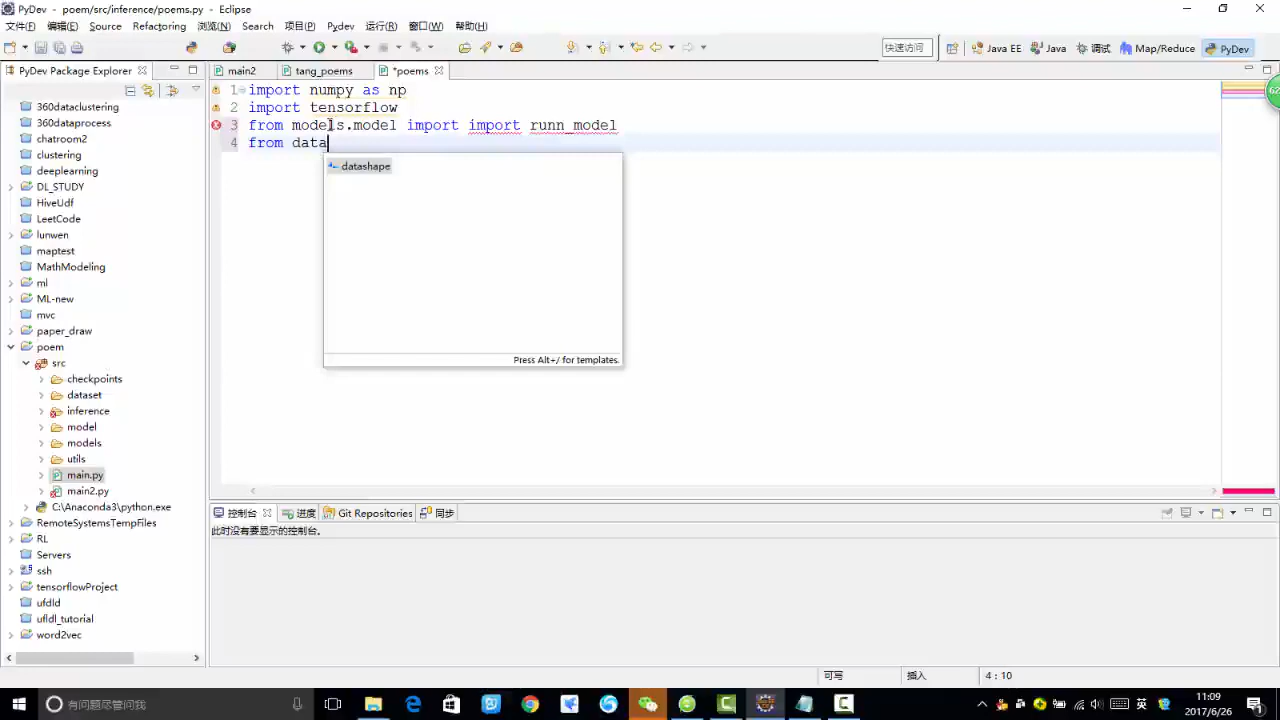 PyDev - poem/src/inference/poems.py - Eclipse
文件(F) 编辑(E) Source Refactoring 浏览(N) Search 项目(P) Pydev 运行(R) 窗口(W) 帮助(H)
快速访问 Java EE Java 调试 Map/Reduce PyDev
PyDev Package Explorer
main2 tang_poems *poems
1 import numpy as np
2 import tensorflow
3 from models.model import import runn_model
4 from data
datashape
Press Alt+/ for templates.
360dataclustering
360dataprocess
chatroom2
clustering
deeplearning
DL_STUDY
HiveUdf
LeetCode
lunwen
maptest
MathModeling
ml
ML-new
mvc
paper_draw
poem
src
checkpoints
dataset
inference
model
models
utils
main.py
main2.py
C:\Anaconda3\python.exe
RemoteSystemsTempFiles
RL
Servers
ssh
tensorflowProject
ufdld
ufldl_tutorial
word2vec
控制台 进度 Git Repositories 同步
此时没有要显示的控制台。
可写 插入 4 : 10
有问题尽管问我
英
11:09
2017/6/26
62